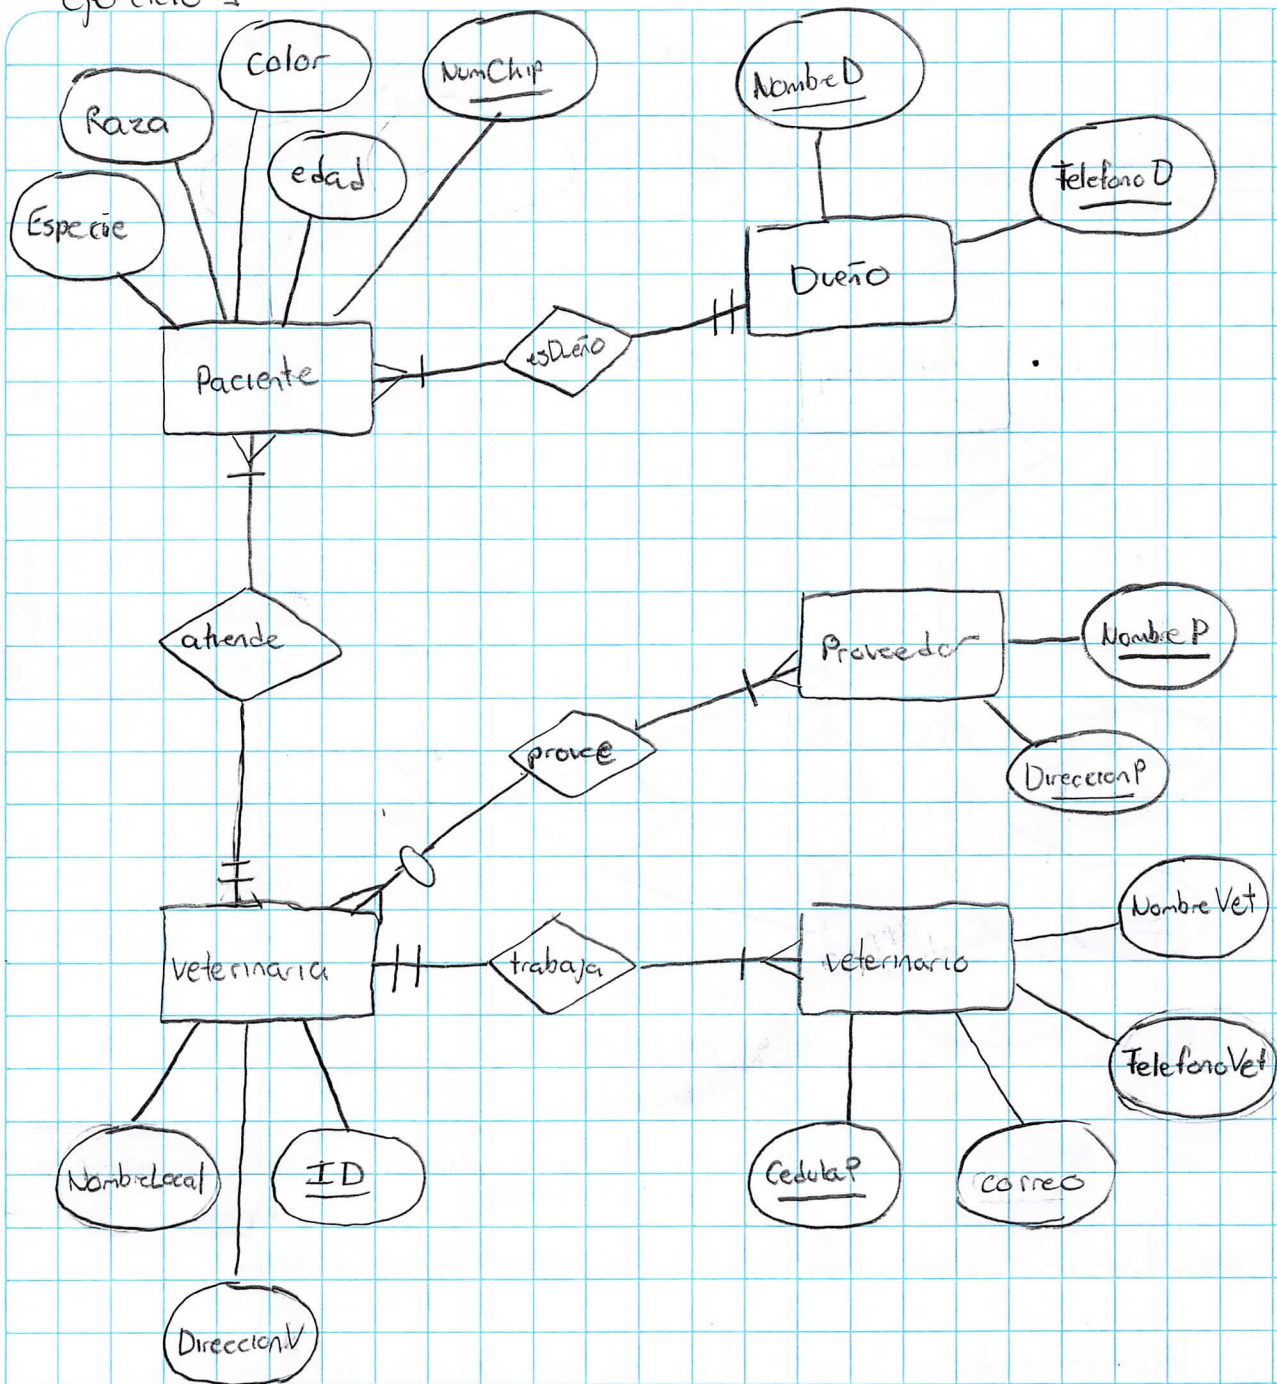 color
NumChip
NombreD
Raza
edad
TelefonoD
Especie
Dueño
esDueño
Paciente
atiende
Proveedor
NombreP
provee
DireccionP
NombreVet
veterinaria
trabaja
veterinario
TelefonoVet
NombreLocal
ID
CedulaP
correo
DireccionV